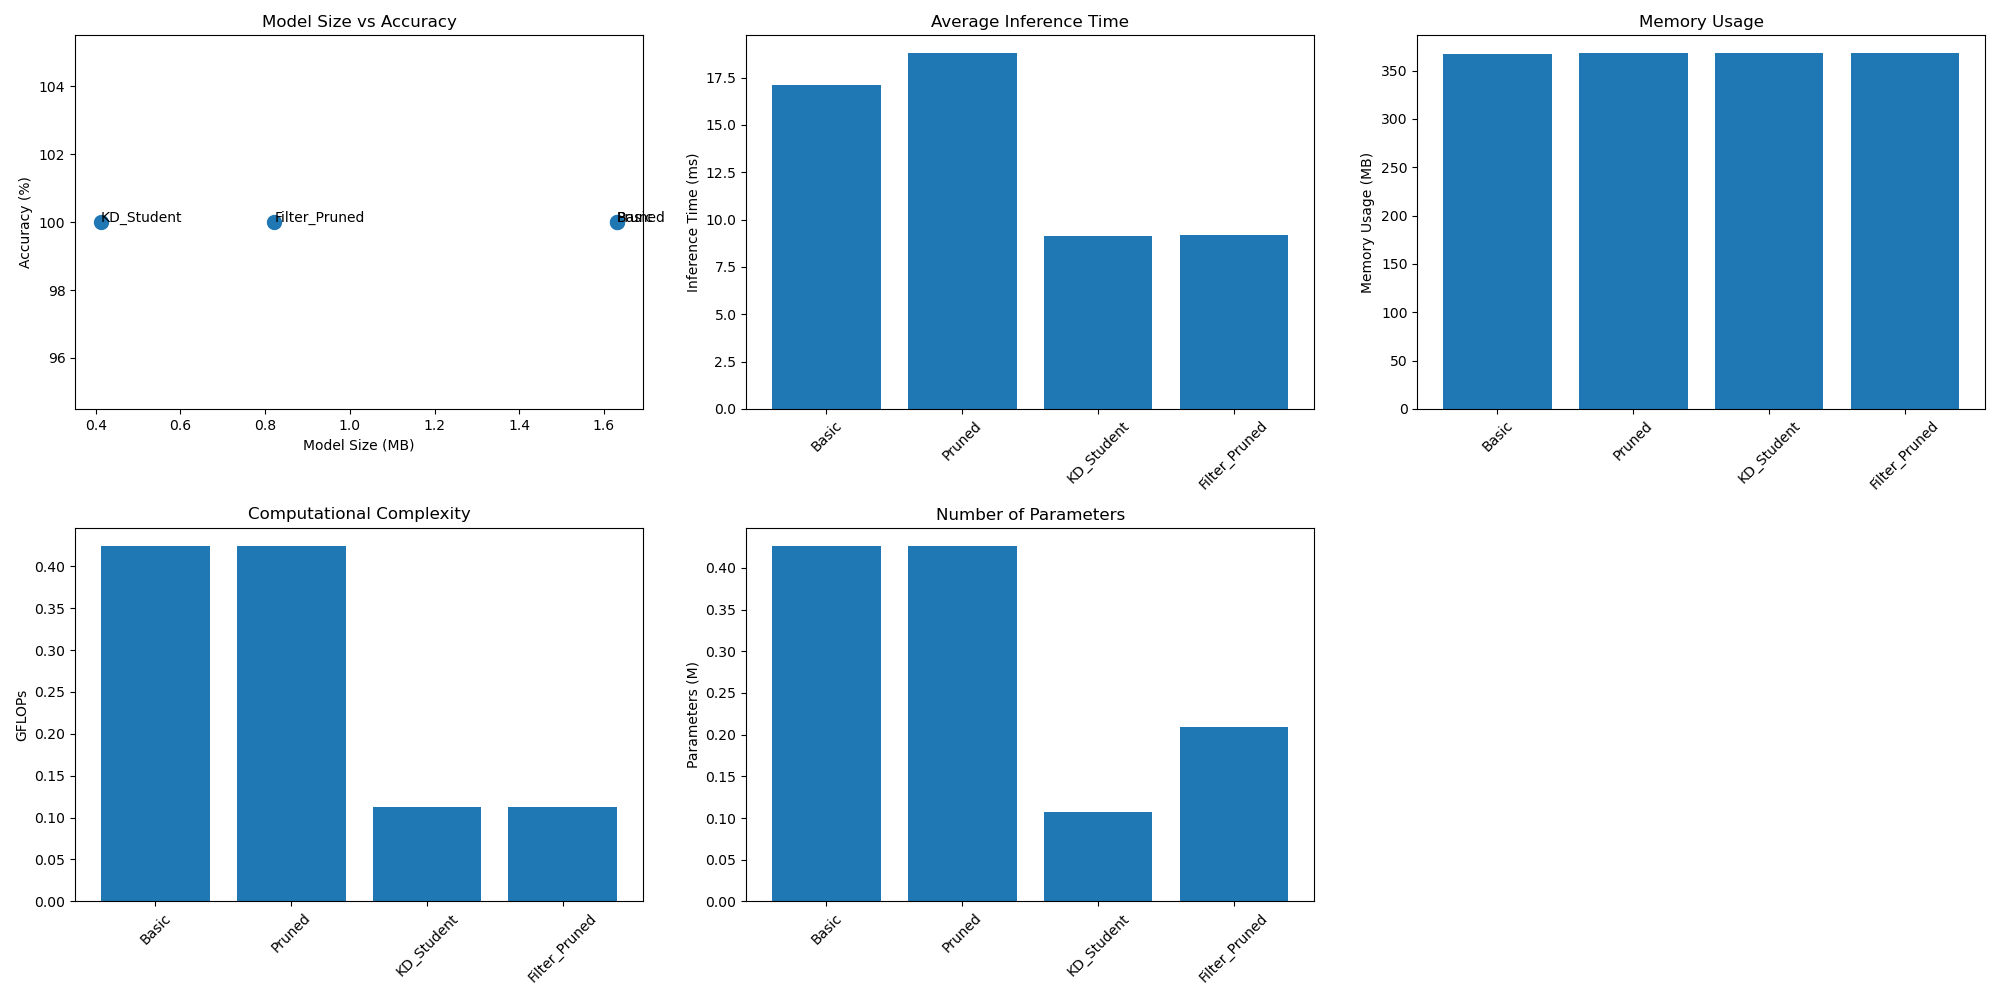 Model Size vs Accuracy
Accuracy (%)
104
102
100
98
96
KD_Student
Filter_Pruned
Basic
Pruned
0.4 0.6 0.8 1.0 1.2 1.4 1.6
Model Size (MB)
Average Inference Time
Inference Time (ms)
17.5
15.0
12.5
10.0
7.5
5.0
2.5
0.0
Basic Pruned KD_Student Filter_Pruned
Memory Usage
Memory Usage (MB)
350
300
250
200
150
100
50
0
Basic Pruned KD_Student Filter_Pruned
Computational Complexity
GFLOPs
0.40
0.35
0.30
0.25
0.20
0.15
0.10
0.05
0.00
Basic Pruned KD_Student Filter_Pruned
Number of Parameters
Parameters (M)
0.40
0.35
0.30
0.25
0.20
0.15
0.10
0.05
0.00
Basic Pruned KD_Student Filter_Pruned